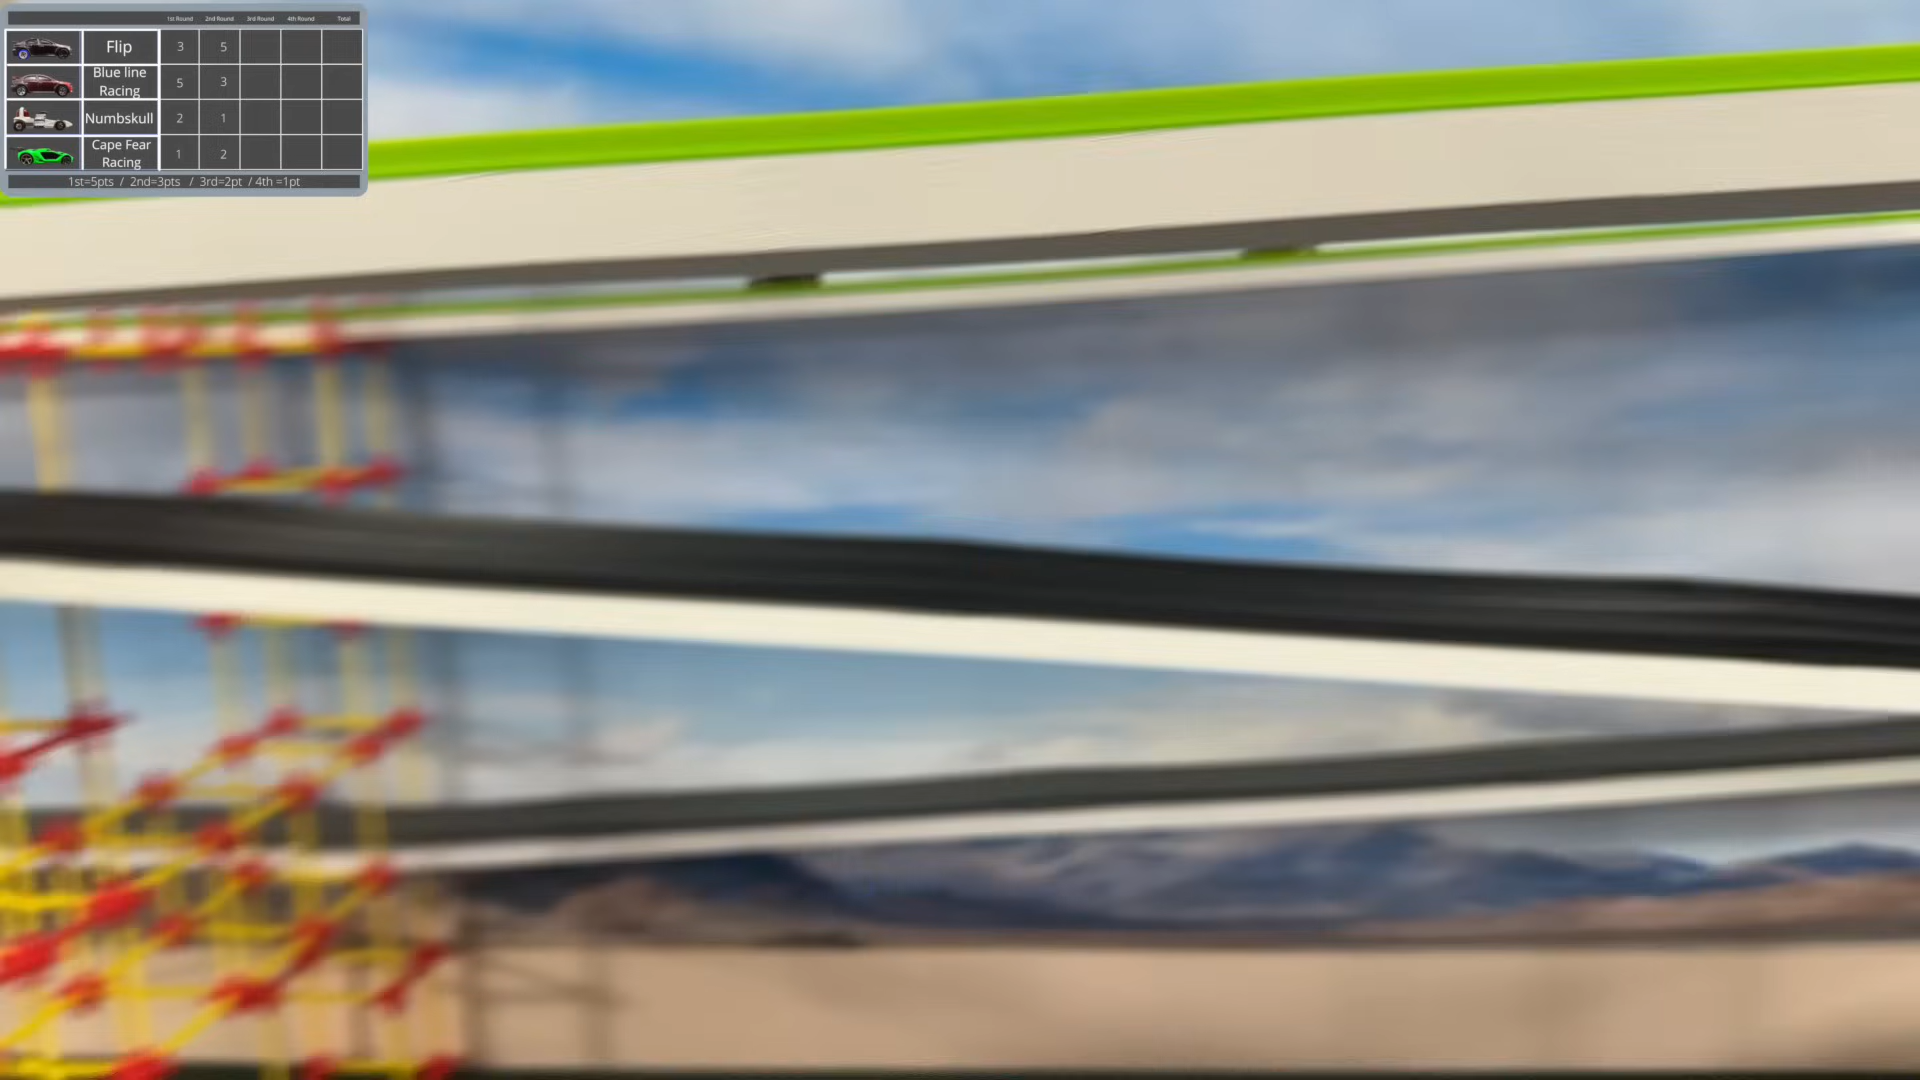 1st Round 2nd Round 3rd Round 4th Round Total
Flip 3 5
Blue line
Racing 5 3
Numbskull 2 1
Cape Fear
Racing 1 2
1st=5pts / 2nd=3pts / 3rd=2pt / 4th =1pt